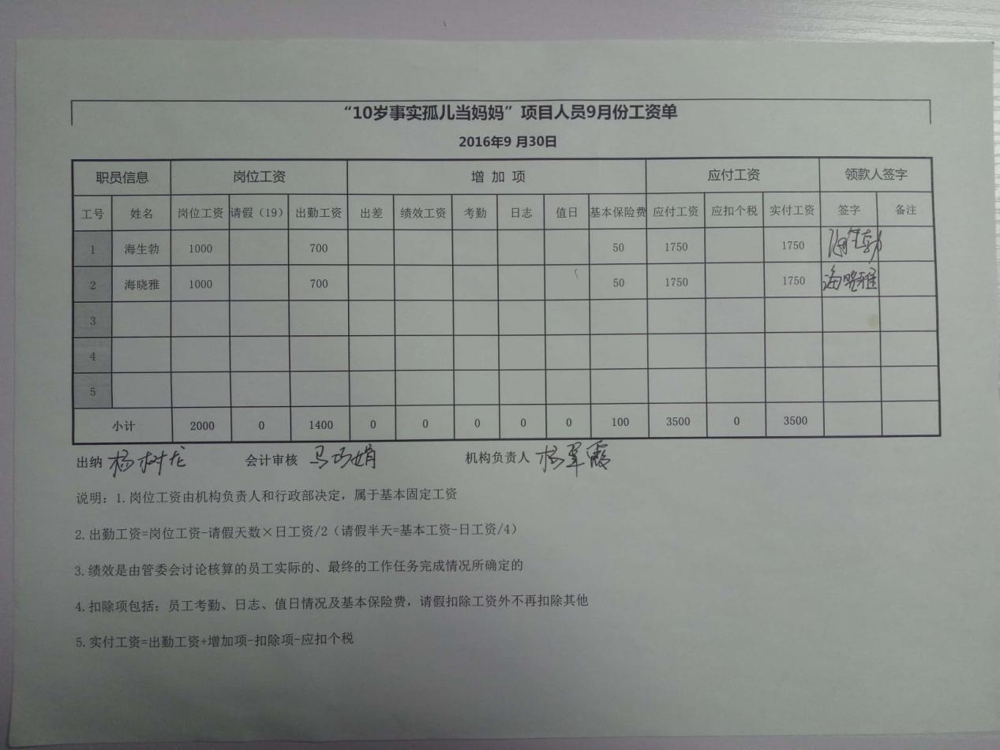 “10岁事实孤儿当妈妈”项目人员9月份工资单
2016年9 月30日
职员信息 岗位工资 增 加 项 应付工资 领款人签字
工号 姓名 岗位工资 请假（19） 出勤工资 出差 绩效工资 考勤 日志 值日 基本保险费 应付工资 应扣个税 实付工资 签字 备注
1 海生勃 1000 700 50 1750 1750 海生勃
2 海晓雅 1000 700 50 1750 1750 海晓雅
3
4
5
小计 2000 0 1400 0 0 0 0 0 100 3500 0 3500
出纳 杨树龙 会计审核 马巧娟 机构负责人 杨翠霞
说明：1.岗位工资由机构负责人和行政部决定，属于基本固定工资
2.出勤工资=岗位工资-请假天数×日工资/2（请假半天=基本工资-日工资/4）
3.绩效是由管委会讨论核算的员工实际的、最终的工作任务完成情况所确定的
4.扣除项包括：员工考勤、日志、值日情况及基本保险费，请假扣除工资外不再扣除其他
5.实付工资=出勤工资+增加项-扣除项-应扣个税